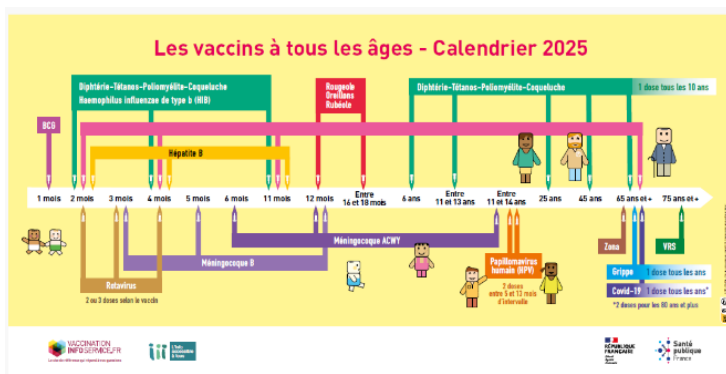 Les vaccins à tous les âges - Calendrier 2025
Diphtérie-Tétanos-Poliomyélite-Coqueluche
Haemophilus influenzae de type b (HIB)
Rougeole
Oreillons
Rubéole
Diphtérie-Tétanos-Poliomyélite-Coqueluche
1 dose tous les 10 ans
BCG
Hépatite B
1 mois
2 mois
3 mois
4 mois
5 mois
6 mois
11 mois
12 mois
Entre
16 et 18 mois
6 ans
Entre
11 et 13 ans
Entre
11 et 14 ans
25 ans
45 ans
65 ans et +
75 ans et +
Méningocoque ACWY
Méningocoque B
Rotavirus
2 ou 3 doses selon le vaccin
Papillomavirus
humain (HPV)
2 doses
entre 5 et 13 mois
d'intervalle
Zona
VRS
Grippe
1 dose tous les ans
Covid-19
1 dose tous les ans*
*2 doses pour les 80 ans et plus
VACCINATION
INFO SERVICE.FR
RÉPUBLIQUE
FRANÇAISE
Santé
publique
France